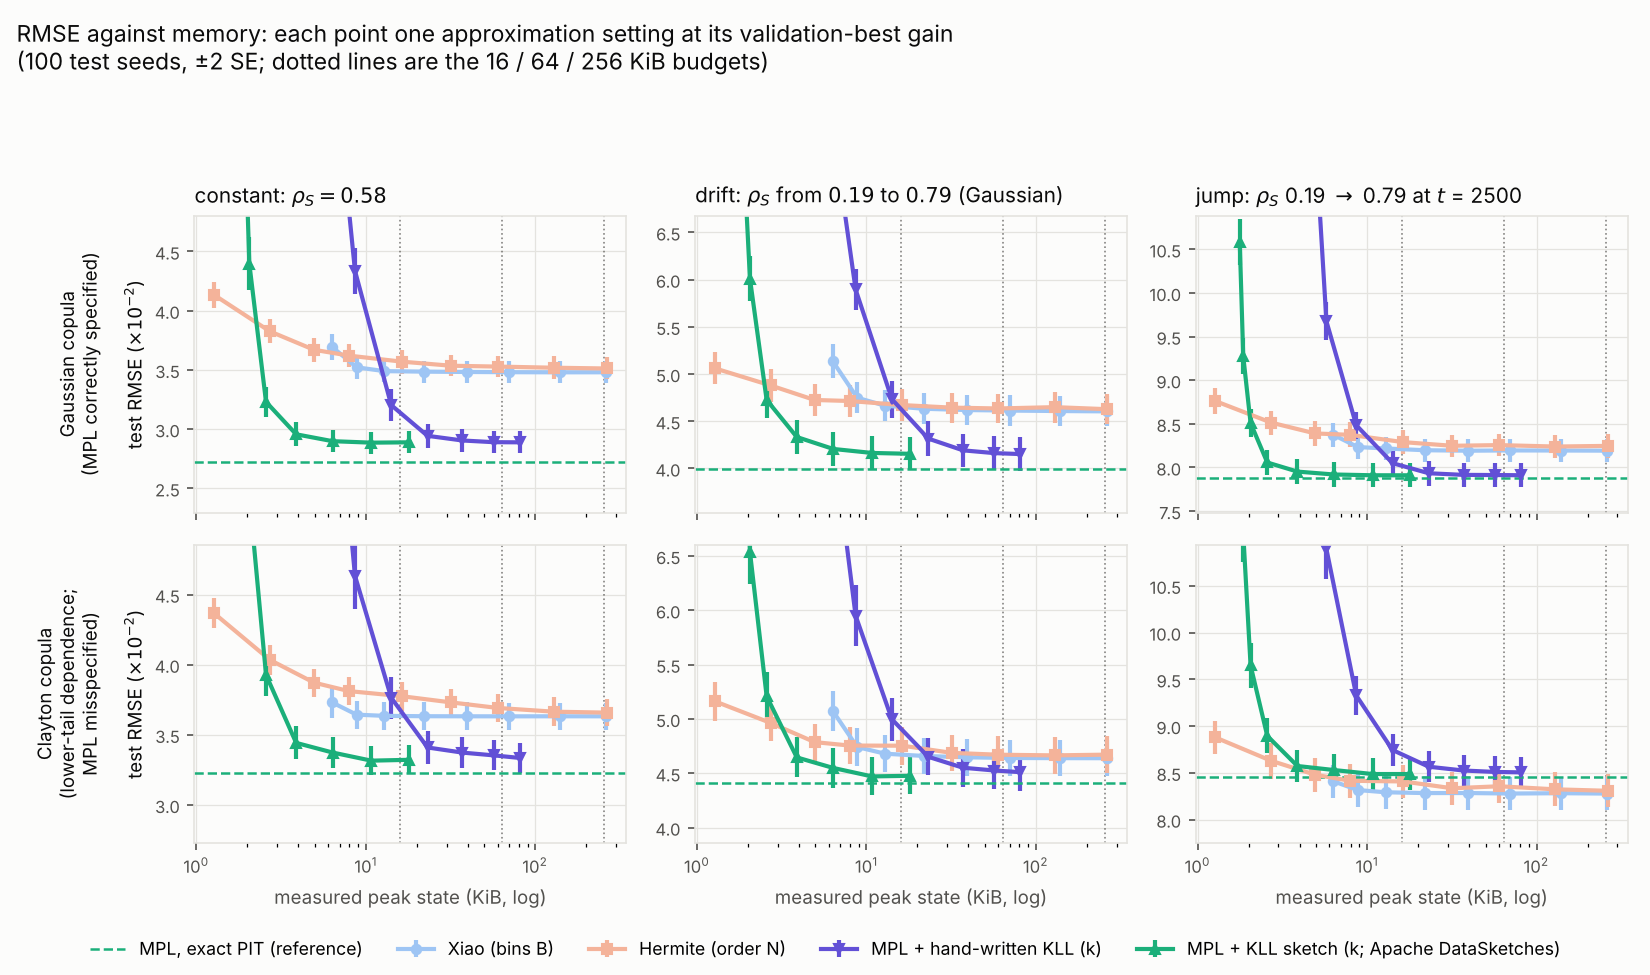 RMSE against memory: each point one approximation setting at its validation-best gain
(100 test seeds, ±2 SE; dotted lines are the 16 / 64 / 256 KiB budgets)
constant: ρS = 0.58
drift: ρS from 0.19 to 0.79 (Gaussian)
jump: ρS 0.19 → 0.79 at t = 2500
Gaussian copula
(MPL correctly specified)
test RMSE (×10⁻²)
4.5
4.0
3.5
3.0
2.5
6.5
6.0
5.5
5.0
4.5
4.0
10.5
10.0
9.5
9.0
8.5
8.0
7.5
Clayton copula
(lower-tail dependence;
MPL misspecified)
test RMSE (×10⁻²)
4.5
4.0
3.5
3.0
6.5
6.0
5.5
5.0
4.5
4.0
10.5
10.0
9.5
9.0
8.5
8.0
10⁰ 10¹ 10²
10⁰ 10¹ 10²
10⁰ 10¹ 10²
measured peak state (KiB, log)
measured peak state (KiB, log)
measured peak state (KiB, log)
MPL, exact PIT (reference)
Xiao (bins B)
Hermite (order N)
MPL + hand-written KLL (k)
MPL + KLL sketch (k; Apache DataSketches)